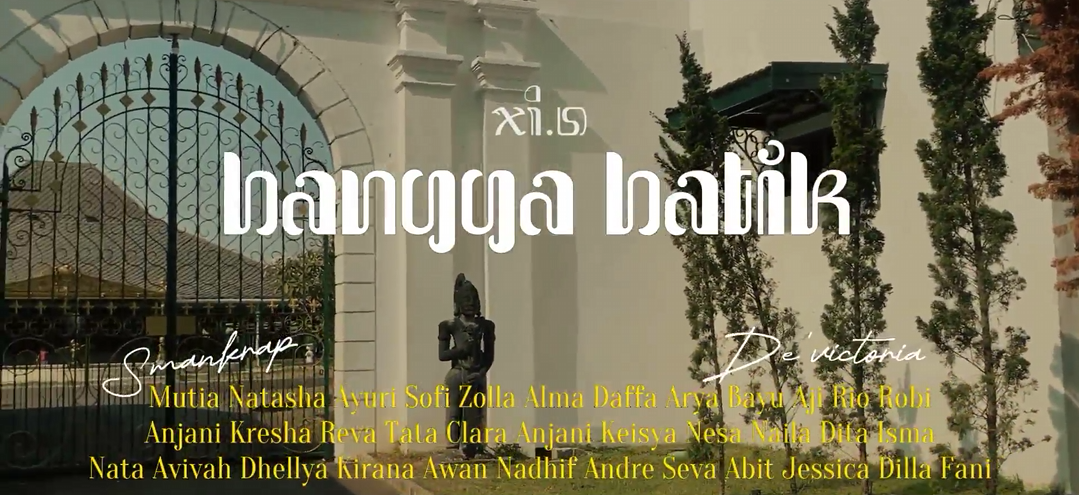 xi.5
bangga batik
Smanknap
De'victoria
Mutia Natasha Ayuri Sofi Zolla Alma Daffa Arya Bayu Aji Rio Robi
Anjani Kresha Reva Tata Clara Anjani Keisya Nesa Naila Dita Isma
Nata Avivah Dhellya Kirana Awan Nadhif Andre Seva Abit Jessica Dilla Fani